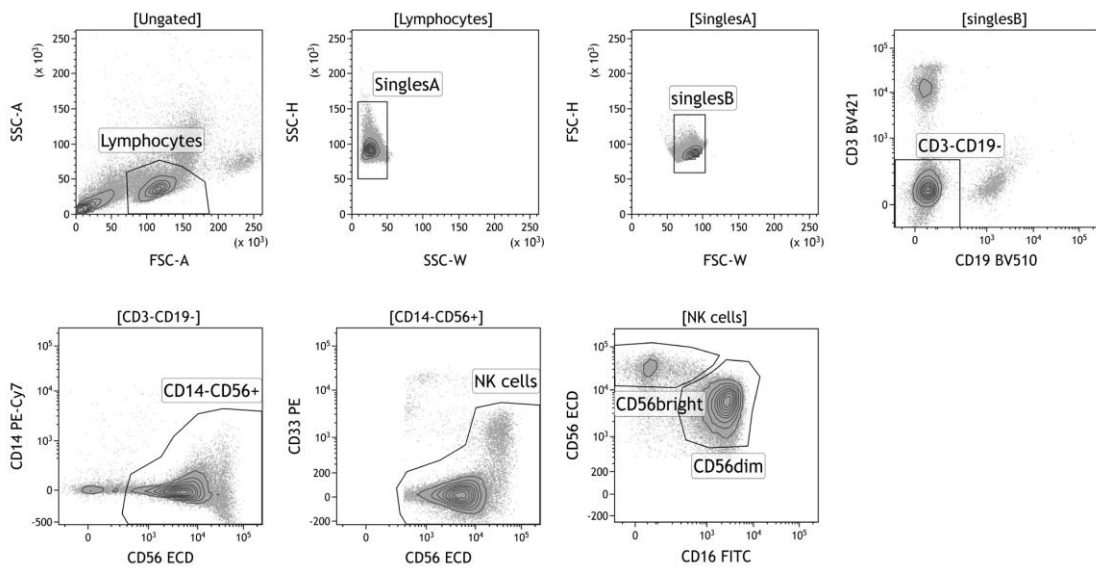 [Ungated]
(x 10³)
250
200
150
100
50
0
SSC-A
Lymphocytes
0 50 100 150 200 250
(x 10³)
FSC-A
[Lymphocytes]
(x 10³)
250
200
150
100
50
0
SSC-H
SinglesA
0 50 100 150 200 250
(x 10³)
SSC-W
[SinglesA]
(x 10³)
250
200
150
100
50
0
FSC-H
singlesB
0 50 100 150 200 250
(x 10³)
FSC-W
[singlesB]
10⁵
10⁴
10³
0
CD3 BV421
CD3-CD19-
0 10³ 10⁴ 10⁵
CD19 BV510
[CD3-CD19-]
10⁵
10⁴
10³
0
-500
CD14 PE-Cy7
CD14-CD56+
0 10³ 10⁴ 10⁵
CD56 ECD
[CD14-CD56+]
10⁵
10⁴
10³
200
0
-200
CD33 PE
NK cells
0 10³ 10⁴ 10⁵
CD56 ECD
[NK cells]
10⁵
10⁴
10³
200
0
-200
CD56 ECD
CD56bright
CD56dim
0 10³ 10⁴ 10⁵
CD16 FITC